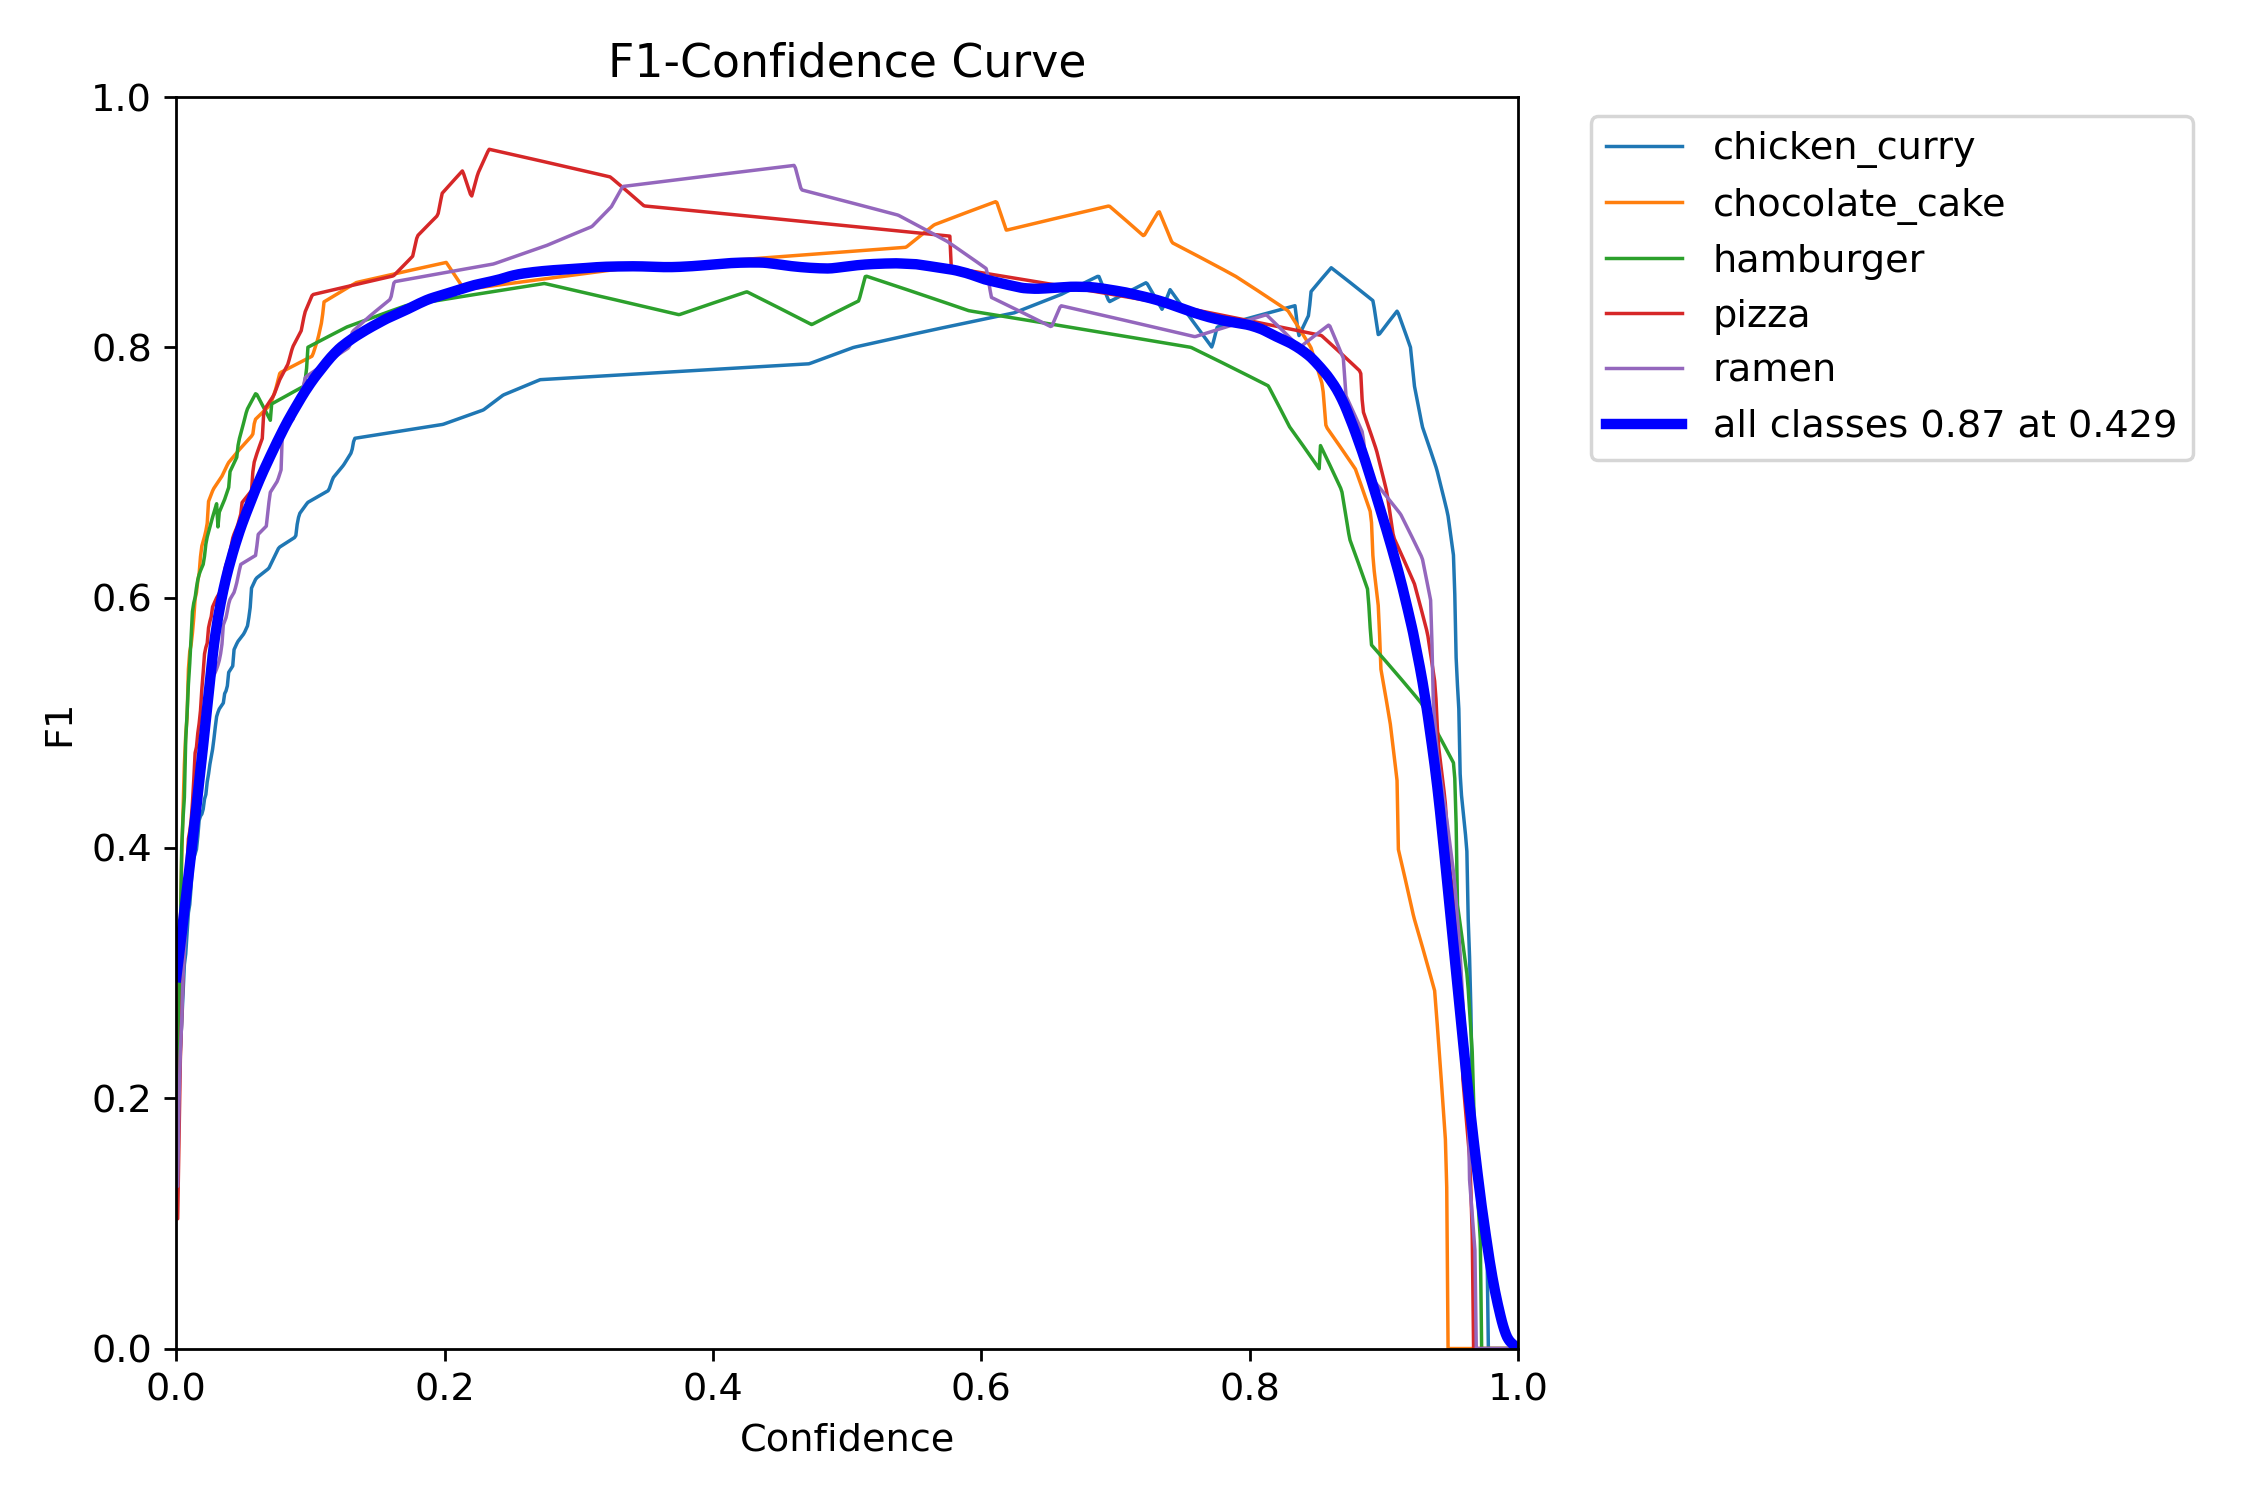 F1-Confidence Curve
1.0
0.8
0.6
0.4
0.2
0.0
F1
0.0 0.2 0.4 0.6 0.8 1.0
Confidence
chicken_curry
chocolate_cake
hamburger
pizza
ramen
all classes 0.87 at 0.429